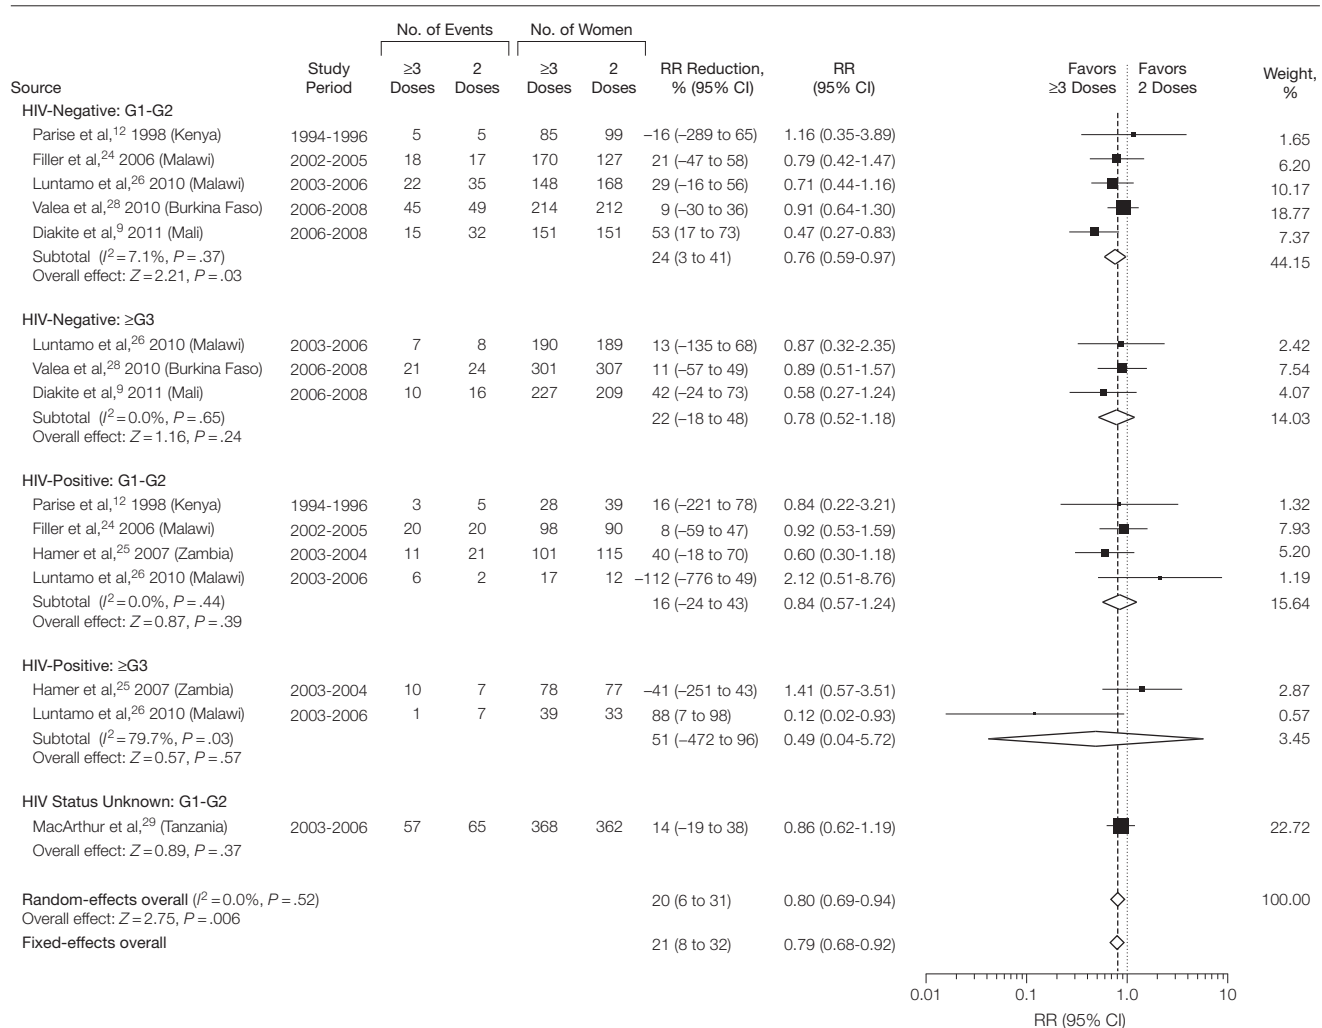 No. of Events No. of Women
Study ≥3 2 ≥3 2 RR Reduction, RR Favors Favors Weight,
Source Period Doses Doses Doses Doses % (95% CI) (95% CI) ≥3 Doses 2 Doses %
HIV-Negative: G1-G2
Parise et al,12 1998 (Kenya) 1994-1996 5 5 85 99 –16 (–289 to 65) 1.16 (0.35-3.89) 1.65
Filler et al,24 2006 (Malawi) 2002-2005 18 17 170 127 21 (–47 to 58) 0.79 (0.42-1.47) 6.20
Luntamo et al,26 2010 (Malawi) 2003-2006 22 35 148 168 29 (–16 to 56) 0.71 (0.44-1.16) 10.17
Valea et al,28 2010 (Burkina Faso) 2006-2008 45 49 214 212 9 (–30 to 36) 0.91 (0.64-1.30) 18.77
Diakite et al,9 2011 (Mali) 2006-2008 15 32 151 151 53 (17 to 73) 0.47 (0.27-0.83) 7.37
Subtotal (I2 = 7.1%, P = .37) 24 (3 to 41) 0.76 (0.59-0.97) 44.15
Overall effect: Z = 2.21, P = .03
HIV-Negative: ≥G3
Luntamo et al,26 2010 (Malawi) 2003-2006 7 8 190 189 13 (–135 to 68) 0.87 (0.32-2.35) 2.42
Valea et al,28 2010 (Burkina Faso) 2006-2008 21 24 301 307 11 (–57 to 49) 0.89 (0.51-1.57) 7.54
Diakite et al,9 2011 (Mali) 2006-2008 10 16 227 209 42 (–24 to 73) 0.58 (0.27-1.24) 4.07
Subtotal (I2 = 0.0%, P = .65) 22 (–18 to 48) 0.78 (0.52-1.18) 14.03
Overall effect: Z = 1.16, P = .24
HIV-Positive: G1-G2
Parise et al,12 1998 (Kenya) 1994-1996 3 5 28 39 16 (–221 to 78) 0.84 (0.22-3.21) 1.32
Filler et al,24 2006 (Malawi) 2002-2005 20 20 98 90 8 (–59 to 47) 0.92 (0.53-1.59) 7.93
Hamer et al,25 2007 (Zambia) 2003-2004 11 21 101 115 40 (–18 to 70) 0.60 (0.30-1.18) 5.20
Luntamo et al,26 2010 (Malawi) 2003-2006 6 2 17 12 –112 (–776 to 49) 2.12 (0.51-8.76) 1.19
Subtotal (I2 = 0.0%, P = .44) 16 (–24 to 43) 0.84 (0.57-1.24) 15.64
Overall effect: Z = 0.87, P = .39
HIV-Positive: ≥G3
Hamer et al,25 2007 (Zambia) 2003-2004 10 7 78 77 –41 (–251 to 43) 1.41 (0.57-3.51) 2.87
Luntamo et al,26 2010 (Malawi) 2003-2006 1 7 39 33 88 (7 to 98) 0.12 (0.02-0.93) 0.57
Subtotal (I2 = 79.7%, P = .03) 51 (–472 to 96) 0.49 (0.04-5.72) 3.45
Overall effect: Z = 0.57, P = .57
HIV Status Unknown: G1-G2
MacArthur et al,29 (Tanzania) 2003-2006 57 65 368 362 14 (–19 to 38) 0.86 (0.62-1.19) 22.72
Overall effect: Z = 0.89, P = .37
Random-effects overall (I2 = 0.0%, P = .52) 20 (6 to 31) 0.80 (0.69-0.94) 100.00
Overall effect: Z = 2.75, P = .006
Fixed-effects overall 21 (8 to 32) 0.79 (0.68-0.92)
0.01 0.1 1.0 10
RR (95% CI)